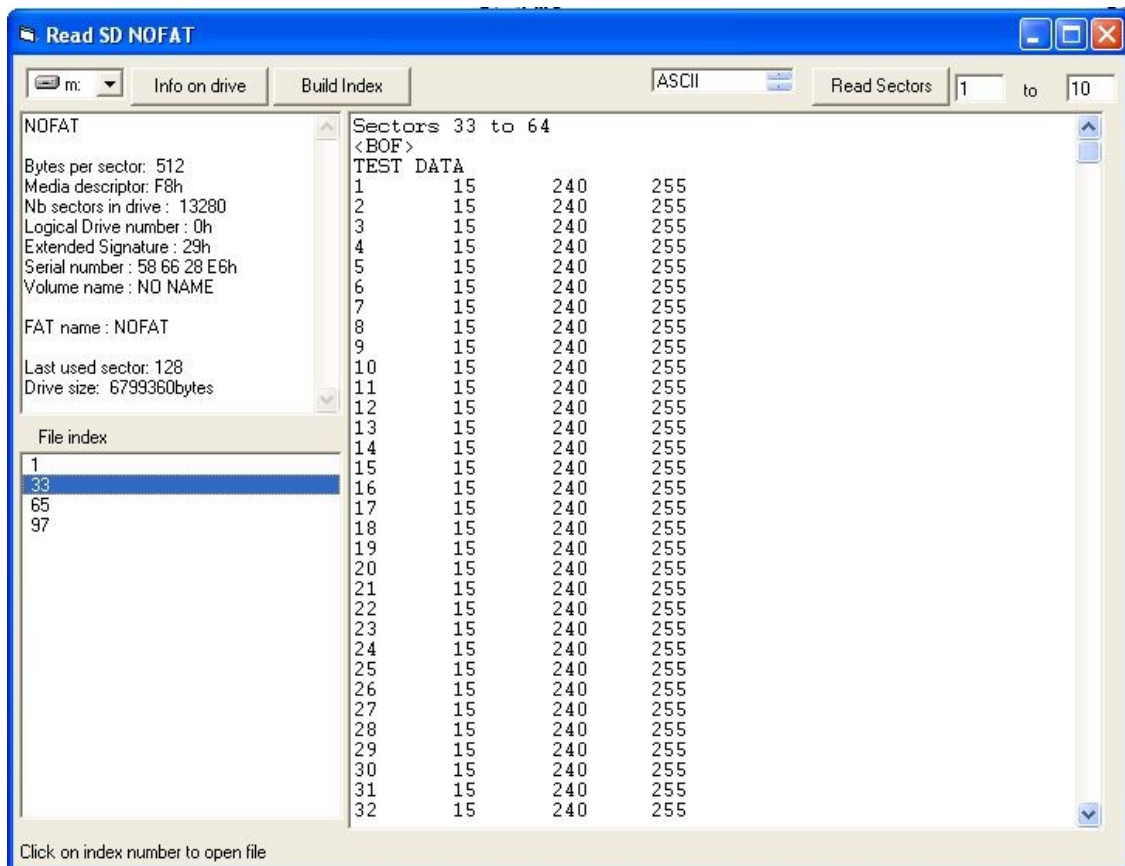 Read SD NOFAT
m: Info on drive Build Index ASCII Read Sectors 1 to 10
NOFAT
Bytes per sector: 512
Media descriptor: F8h
Nb sectors in drive : 13280
Logical Drive number : 0h
Extended Signature : 29h
Serial number : 58 66 28 E6h
Volume name : NO NAME
FAT name : NOFAT
Last used sector: 128
Drive size: 6799360bytes
File index
1
33
65
97
Sectors 33 to 64
<BOF>
TEST DATA
1 15 240 255
2 15 240 255
3 15 240 255
4 15 240 255
5 15 240 255
6 15 240 255
7 15 240 255
8 15 240 255
9 15 240 255
10 15 240 255
11 15 240 255
12 15 240 255
13 15 240 255
14 15 240 255
15 15 240 255
16 15 240 255
17 15 240 255
18 15 240 255
19 15 240 255
20 15 240 255
21 15 240 255
22 15 240 255
23 15 240 255
24 15 240 255
25 15 240 255
26 15 240 255
27 15 240 255
28 15 240 255
29 15 240 255
30 15 240 255
31 15 240 255
32 15 240 255
Click on index number to open file